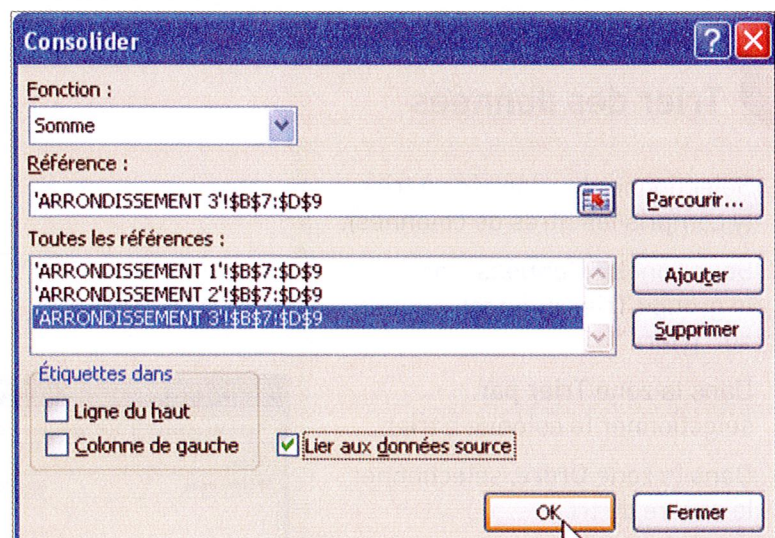 Consolider
Fonction :
Somme
Référence :
'ARRONDISSEMENT 3'!$B$7:$D$9
Parcourir...
Toutes les références :
'ARRONDISSEMENT 1'!$B$7:$D$9
'ARRONDISSEMENT 2'!$B$7:$D$9
'ARRONDISSEMENT 3'!$B$7:$D$9
Ajouter
Supprimer
Étiquettes dans
Ligne du haut
Colonne de gauche
Lier aux données source
OK
Fermer